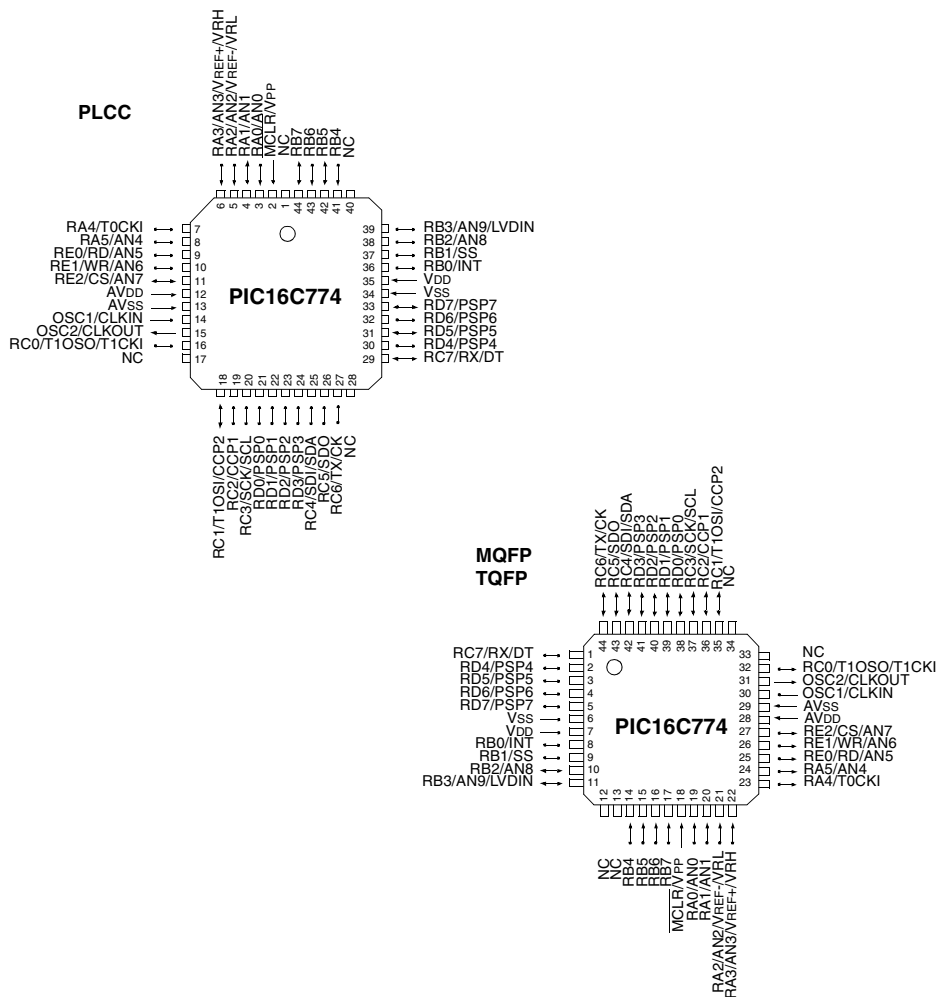 PLCC
RA3/AN3/VREF+/VRH
RA2/AN2/VREF-/VRL
RA1/AN1
RA0/AN0
MCLR/VPP
NC
RB7
RB6
RB5
RB4
NC
6
5
4
3
2
1
44
43
42
41
40
RA4/T0CKI 7
RA5/AN4 8
RE0/RD/AN5 9
RE1/WR/AN6 10
RE2/CS/AN7 11
AVDD 12
AVSS 13
OSC1/CLKIN 14
OSC2/CLKOUT 15
RC0/T1OSO/T1CKI 16
NC 17
PIC16C774
39 RB3/AN9/LVDIN
38 RB2/AN8
37 RB1/SS
36 RB0/INT
35 VDD
34 VSS
33 RD7/PSP7
32 RD6/PSP6
31 RD5/PSP5
30 RD4/PSP4
29 RC7/RX/DT
18
19
20
21
22
23
24
25
26
27
28
RC1/T1OSI/CCP2
RC2/CCP1
RC3/SCK/SCL
RD0/PSP0
RD1/PSP1
RD2/PSP2
RD3/PSP3
RC4/SDI/SDA
RC5/SDO
RC6/TX/CK
NC
MQFP
TQFP
RC6/TX/CK
RC5/SDO
RC4/SDI/SDA
RD3/PSP3
RD2/PSP2
RD1/PSP1
RD0/PSP0
RC3/SCK/SCL
RC2/CCP1
RC1/T1OSI/CCP2
NC
44
43
42
41
40
39
38
37
36
35
34
RC7/RX/DT 1
RD4/PSP4 2
RD5/PSP5 3
RD6/PSP6 4
RD7/PSP7 5
VSS 6
VDD 7
RB0/INT 8
RB1/SS 9
RB2/AN8 10
RB3/AN9/LVDIN 11
PIC16C774
33 NC
32 RC0/T1OSO/T1CKI
31 OSC2/CLKOUT
30 OSC1/CLKIN
29 AVSS
28 AVDD
27 RE2/CS/AN7
26 RE1/WR/AN6
25 RE0/RD/AN5
24 RA5/AN4
23 RA4/T0CKI
12
13
14
15
16
17
18
19
20
21
22
NC
NC
RB4
RB5
RB6
RB7
MCLR/VPP
RA0/AN0
RA1/AN1
RA2/AN2/VREF-/VRL
RA3/AN3/VREF+/VRH